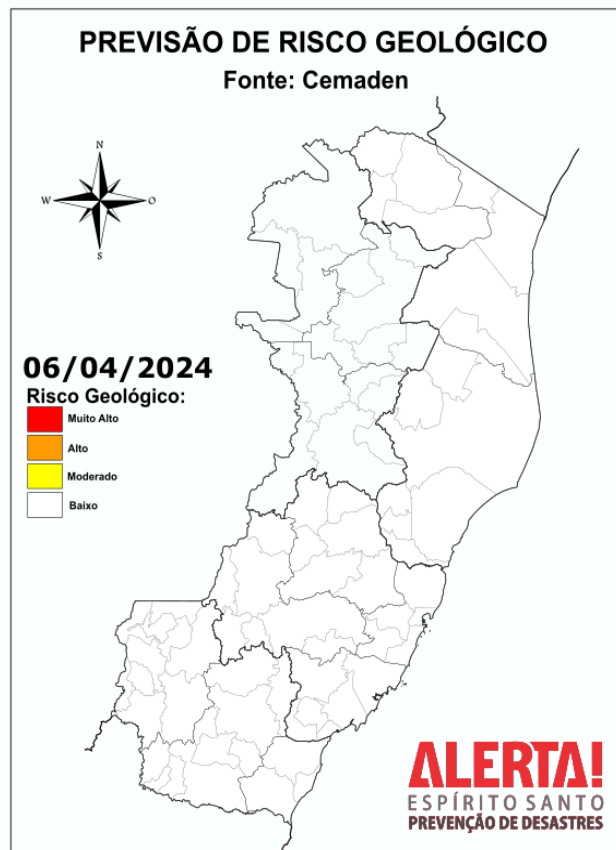 PREVISÃO DE RISCO GEOLÓGICO
Fonte: Cemaden
N
W
O
S
06/04/2024
Risco Geológico:
Muito Alto
Alto
Moderado
Baixo
ALERTA!
ESPÍRITO SANTO
PREVENÇÃO DE DESASTRES